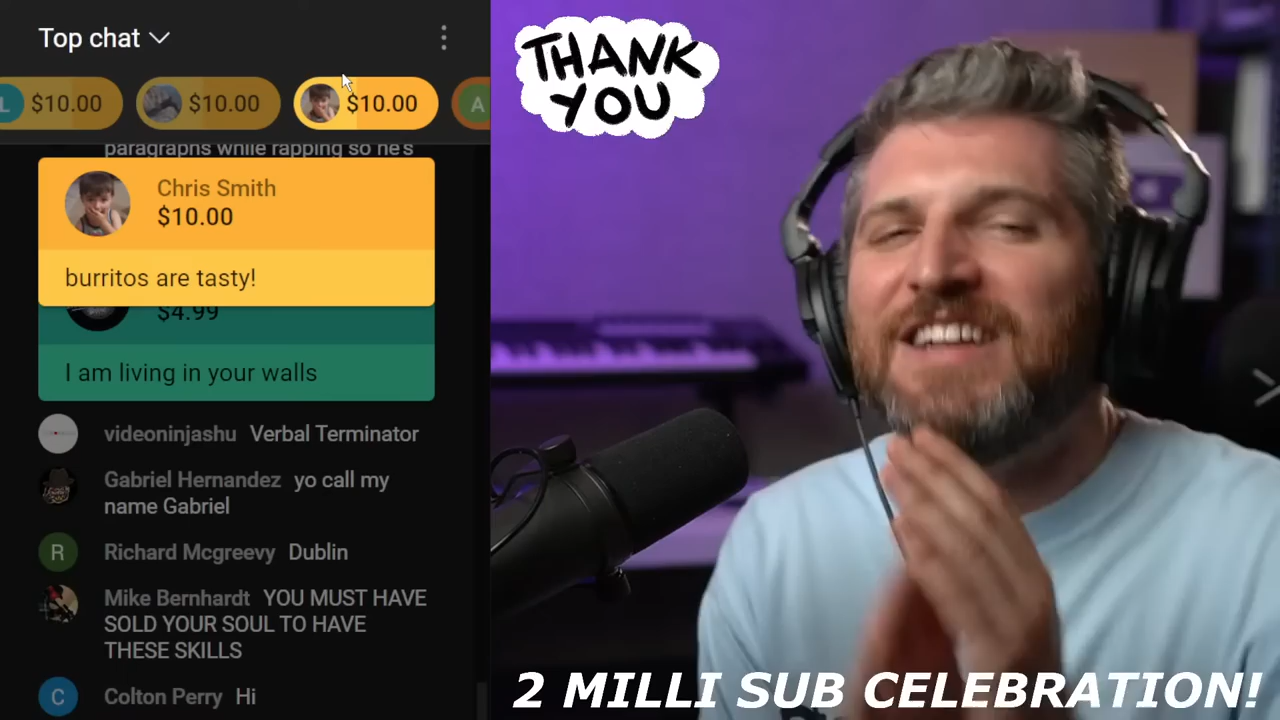 Top chat
L $10.00 $10.00 $10.00 A
paragraphs while rapping so he's
Chris Smith
$10.00
burritos are tasty!
$4.99
I am living in your walls
videoninjashu Verbal Terminator
Gabriel Hernandez yo call my
name Gabriel
R Richard Mcgreevy Dublin
Mike Bernhardt YOU MUST HAVE
SOLD YOUR SOUL TO HAVE
THESE SKILLS
C Colton Perry Hi
THANK
YOU
2 MILLI SUB CELEBRATION!